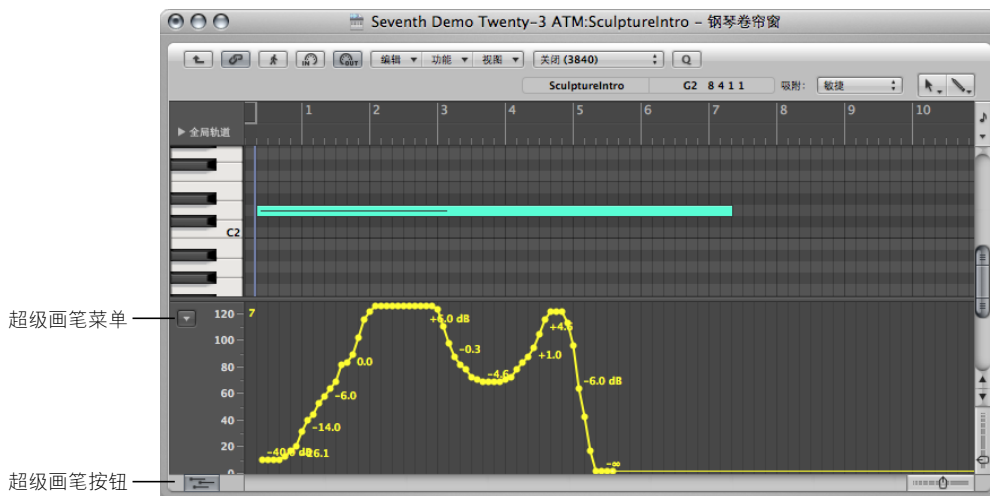 Seventh Demo Twenty-3 ATM:SculptureIntro – 钢琴卷帘窗
IN OUT 编辑 功能 视图 关闭 (3840) Q
SculptureIntro G2 8 4 1 1 吸附: 敏捷
1 2 3 4 5 6 7 8 9 10
全局轨道
C2
超级画笔菜单
120 7
100
80
60
40
20
0
+6.0 dB
+4.6
-0.3
+1.0
0.0
-4.6
-6.0 dB
-6.0
-14.0
-26.1
-∞
超级画笔按钮